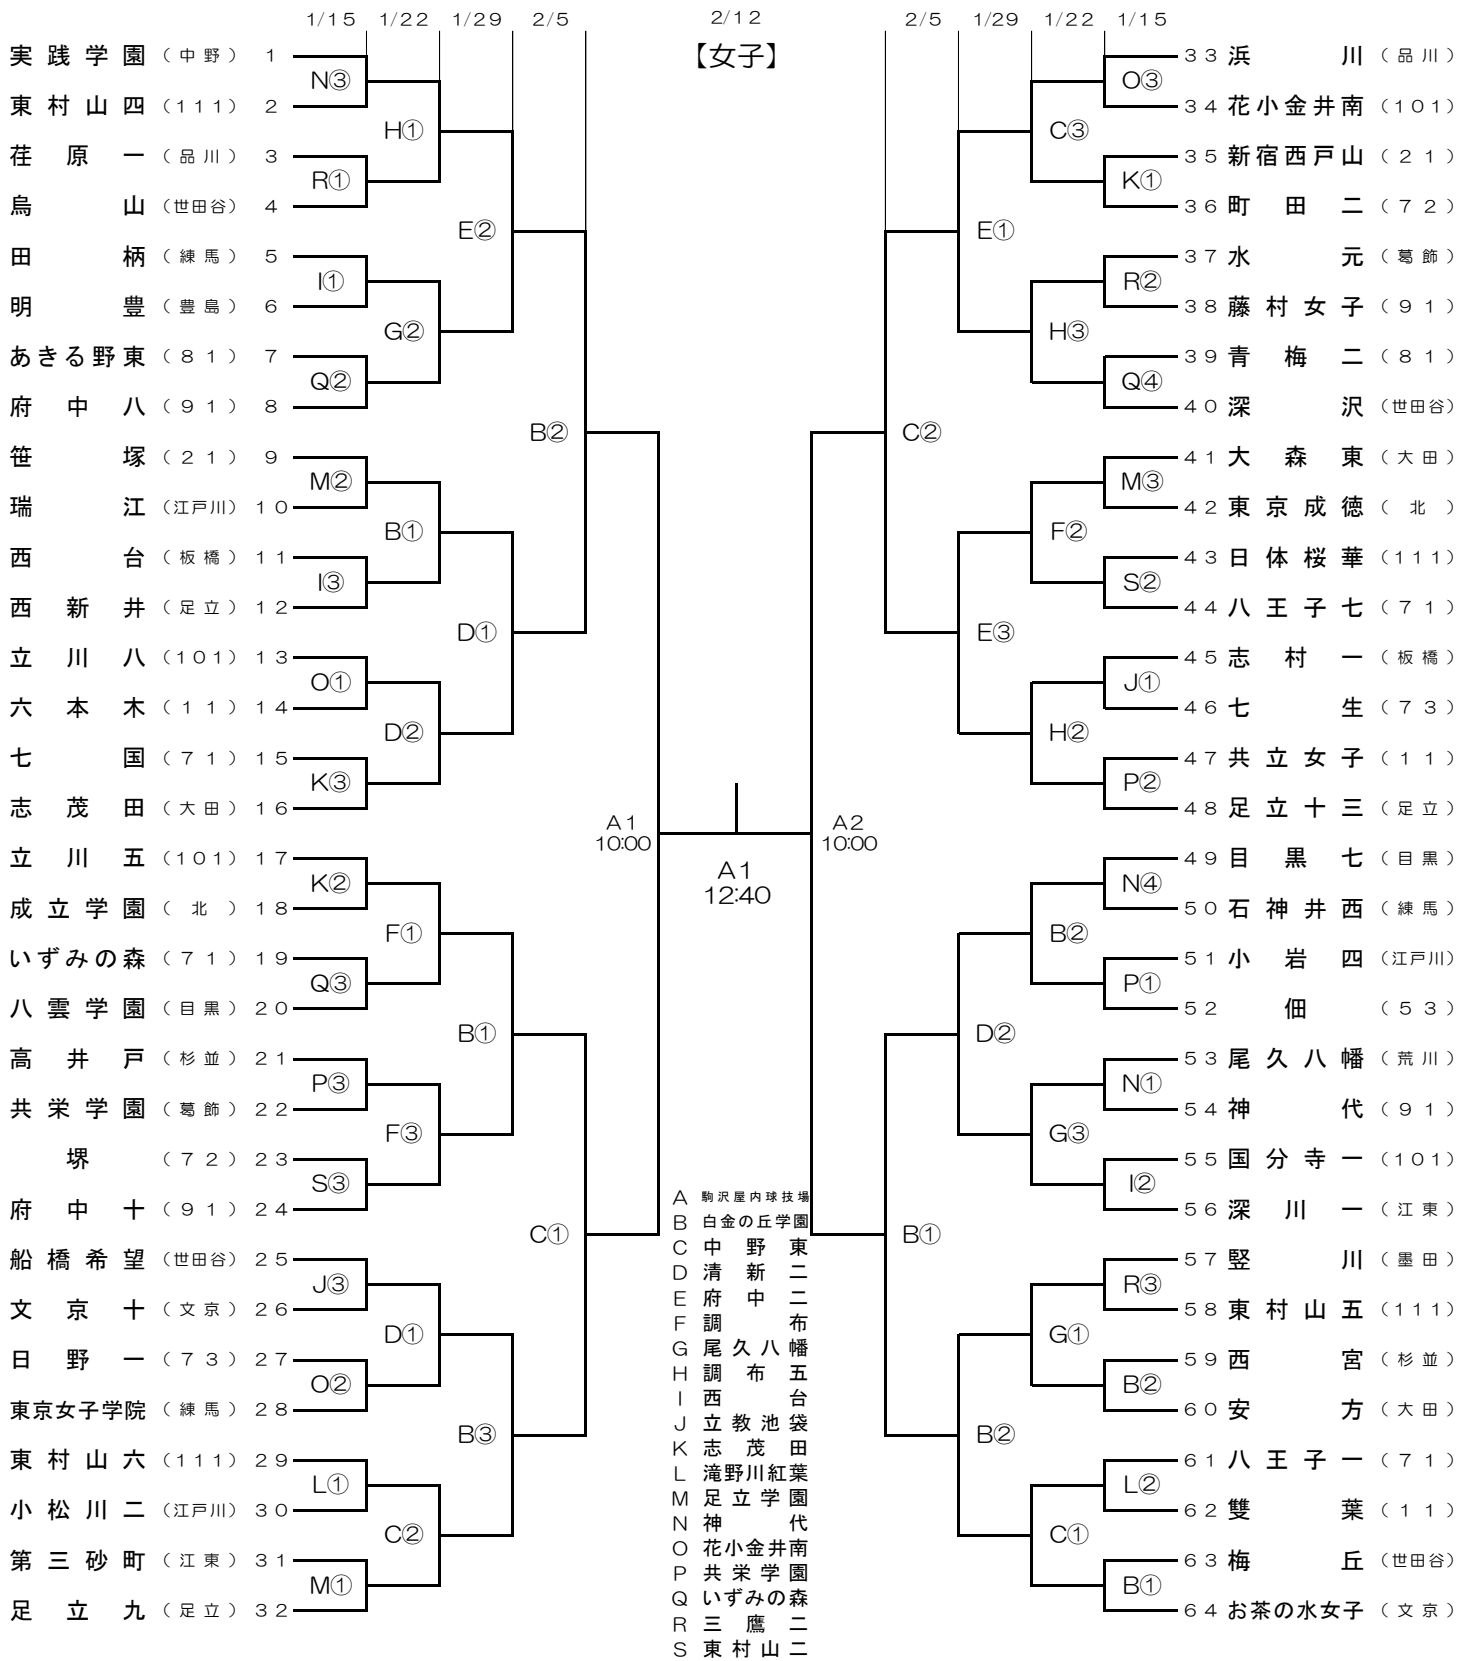 1/15 1/22 1/29 2/5 2/12 2/5 1/29 1/22 1/15
【女子】
実践学園 （中野） 1
東村山四 (111) 2
荏原一 （品川） 3
烏山 （世田谷） 4
田柄 （練馬） 5
明豊 （豊島） 6
あきる野東 （81） 7
府中八 （91） 8
笹塚 （21） 9
瑞江 （江戸川） 10
西台 （板橋） 11
西新井 （足立） 12
立川八 (101) 13
六本木 （11） 14
七国 （71） 15
志茂田 （大田） 16
立川五 (101) 17
成立学園 （北） 18
いずみの森 （71） 19
八雲学園 （目黒） 20
高井戸 （杉並） 21
共栄学園 （葛飾） 22
堺 （72） 23
府中十 （91） 24
船橋希望 （世田谷） 25
文京十 （文京） 26
日野一 （73） 27
東京女子学院 （練馬） 28
東村山六 (111) 29
小松川二 （江戸川） 30
第三砂町 （江東） 31
足立九 （足立） 32
N③
R①
I①
Q②
M②
I③
O①
K③
K②
Q③
P③
S③
J③
O②
L①
M①
H①
G②
B①
D②
F①
F③
D①
C②
E②
D①
B①
B③
B②
C①
A1
10:00
A1
12:40
A2
10:00
A 駒沢屋内球技場
B 白金の丘学園
C 中野東
D 清新二
E 府中二
F 調布
G 尾久八幡
H 調布五
I 西台
J 立教池袋
K 志茂田
L 滝野川紅葉
M 足立学園
N 神代
O 花小金井南
P 共栄学園
Q いずみの森
R 三鷹二
S 東村山二
C②
B①
E①
E③
D②
B②
C③
H③
F②
H②
B②
G③
G①
C①
O③
K①
R②
Q④
M③
S②
J①
P②
N④
P①
N①
I②
R③
B②
L②
B①
33 浜川 （品川）
34 花小金井南 (101)
35 新宿西戸山 （21）
36 町田二 （72）
37 水元 （葛飾）
38 藤村女子 （91）
39 青梅二 （81）
40 深沢 （世田谷）
41 大森東 （大田）
42 東京成徳 （北）
43 日体桜華 (111)
44 八王子七 （71）
45 志村一 （板橋）
46 七生 （73）
47 共立女子 （11）
48 足立十三 （足立）
49 目黒七 （目黒）
50 石神井西 （練馬）
51 小岩四 （江戸川）
52 佃 （53）
53 尾久八幡 （荒川）
54 神代 （91）
55 国分寺一 (101)
56 深川一 （江東）
57 竪川 （墨田）
58 東村山五 (111)
59 西宮 （杉並）
60 安方 （大田）
61 八王子一 （71）
62 雙葉 （11）
63 梅丘 （世田谷）
64 お茶の水女子 （文京）